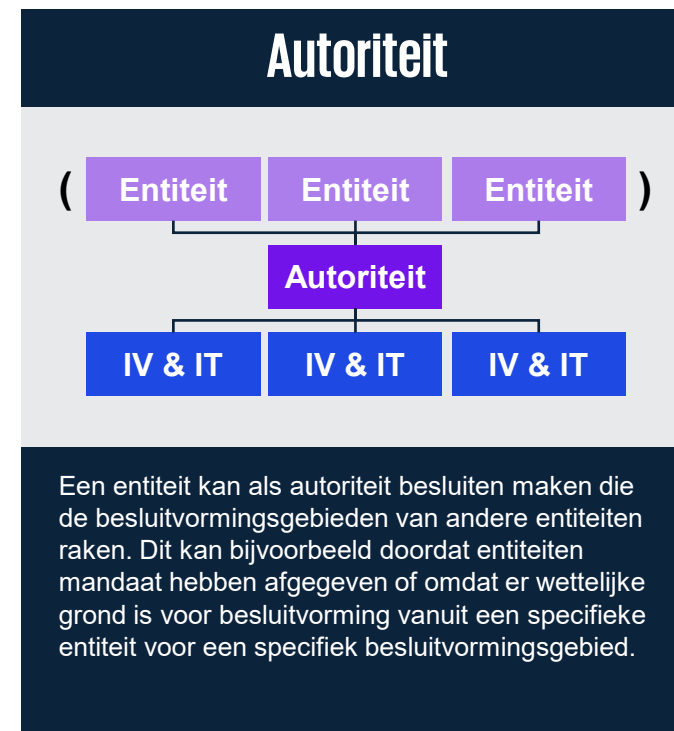 Autoriteit
( Entiteit Entiteit Entiteit )
Autoriteit
IV & IT IV & IT IV & IT
Een entiteit kan als autoriteit besluiten maken die
de besluitvormingsgebieden van andere entiteiten
raken. Dit kan bijvoorbeeld doordat entiteiten
mandaat hebben afgegeven of omdat er wettelijke
grond is voor besluitvorming vanuit een specifieke
entiteit voor een specifiek besluitvormingsgebied.